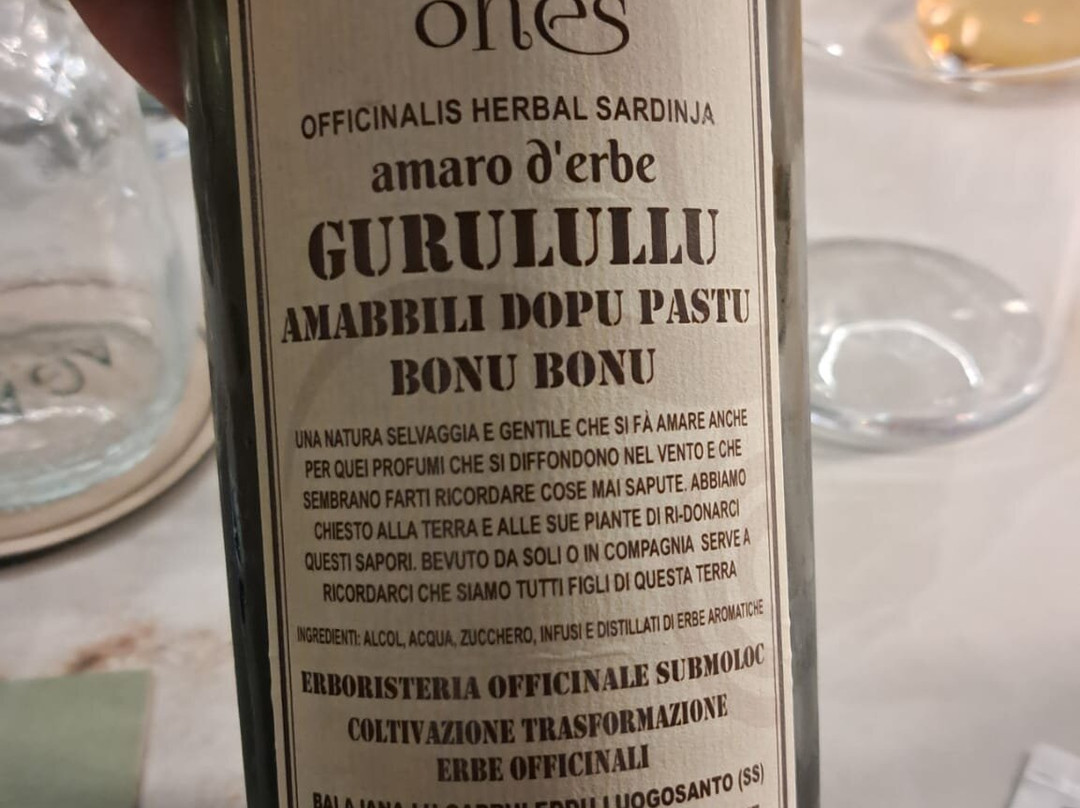 ones
OFFICINALIS HERBAL SARDINJA
amaro d'erbe
GURULULLU
AMABBILI DOPU PASTU
BONU BONU
UNA NATURA SELVAGGIA E GENTILE CHE SI FÀ AMARE ANCHE
PER QUEI PROFUMI CHE SI DIFFONDONO NEL VENTO E CHE
SEMBRANO FARTI RICORDARE COSE MAI SAPUTE. ABBIAMO
CHIESTO ALLA TERRA E ALLE SUE PIANTE DI RI-DONARCI
QUESTI SAPORI. BEVUTO DA SOLI O IN COMPAGNIA SERVE A
RICORDARCI CHE SIAMO TUTTI FIGLI DI QUESTA TERRA
INGREDIENTI: ALCOL, ACQUA, ZUCCHERO, INFUSI E DISTILLATI DI ERBE AROMATICHE
ERBORISTERIA OFFICINALE SUBMOLOC
COLTIVAZIONE TRASFORMAZIONE
ERBE OFFICINALI
LUOGOSANTO (SS)